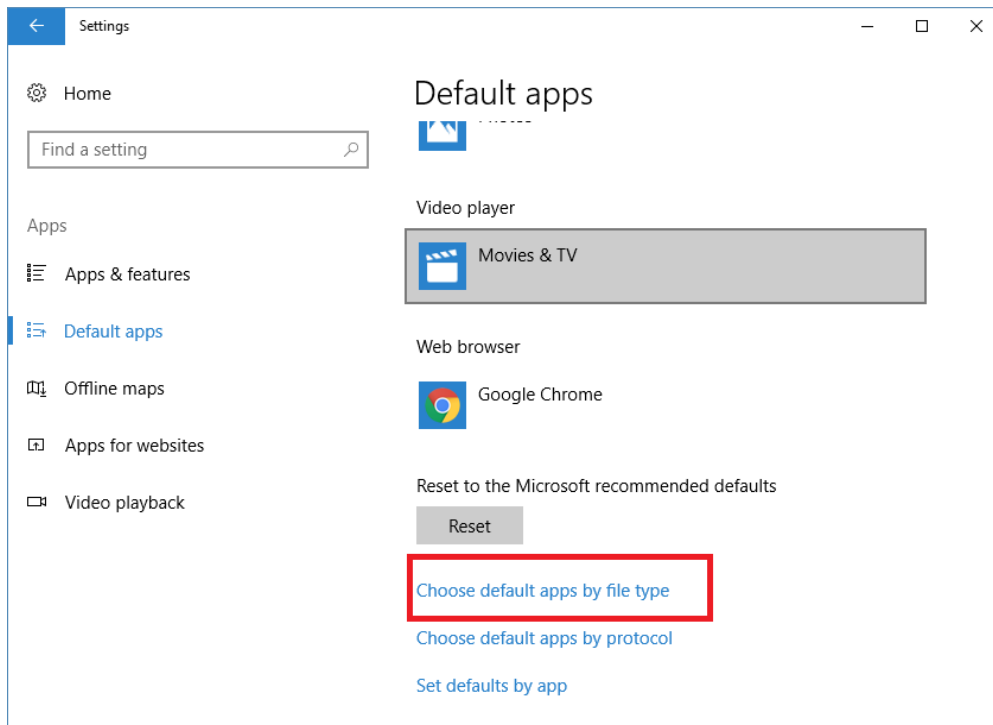 Settings
Home
Find a setting
Apps
Apps & features
Default apps
Offline maps
Apps for websites
Video playback
Default apps
Video player
Movies & TV
Web browser
Google Chrome
Reset to the Microsoft recommended defaults
Reset
Choose default apps by file type
Choose default apps by protocol
Set defaults by app